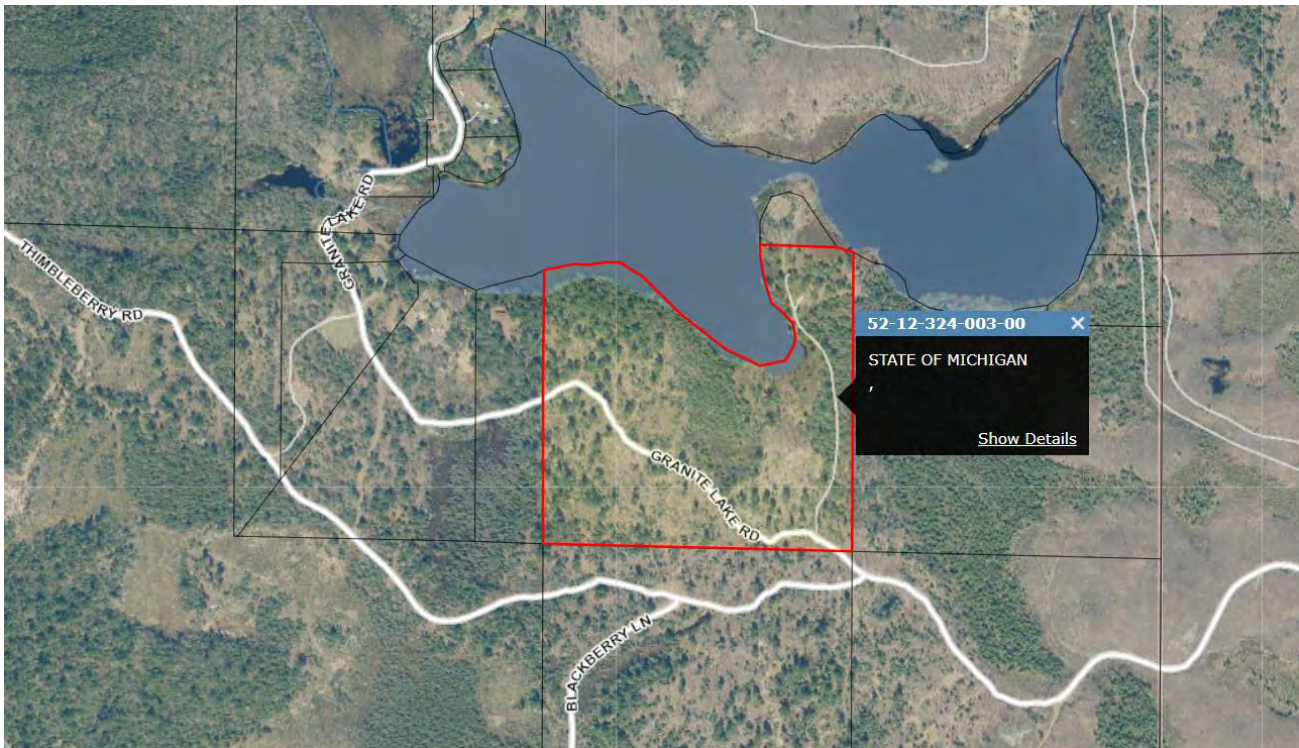 GRANITE LAKE RD
THIMBLEBERRY RD
52-12-324-003-00 ×
STATE OF MICHIGAN
,
Show Details
GRANITE LAKE RD
BLACKBERRY LN